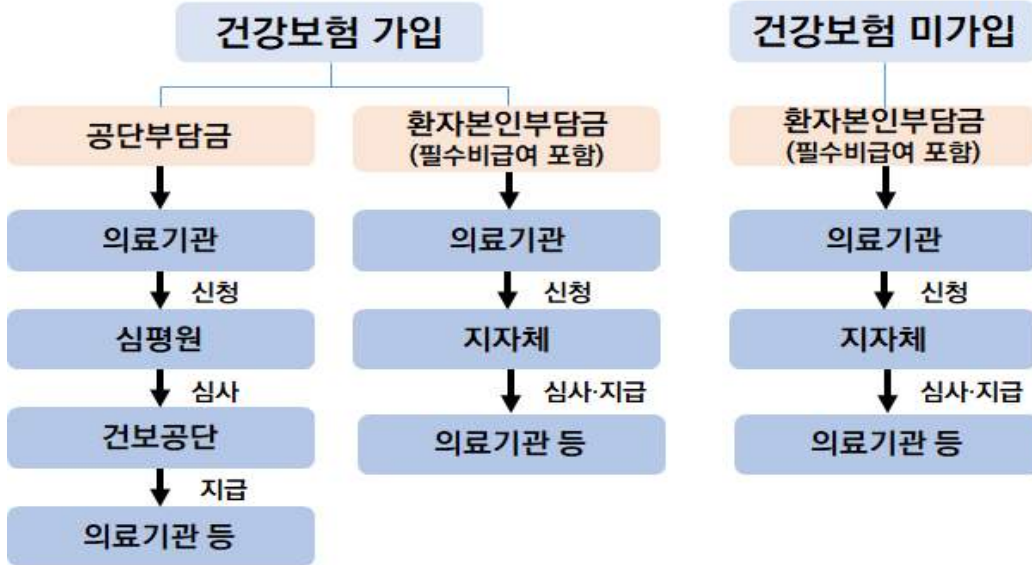 건강보험 가입
공단부담금
의료기관
신청
심평원
심사
건보공단
지급
의료기관 등
환자본인부담금
(필수비급여 포함)
의료기관
신청
지자체
심사·지급
의료기관 등
건강보험 미가입
환자본인부담금
(필수비급여 포함)
의료기관
신청
지자체
심사·지급
의료기관 등